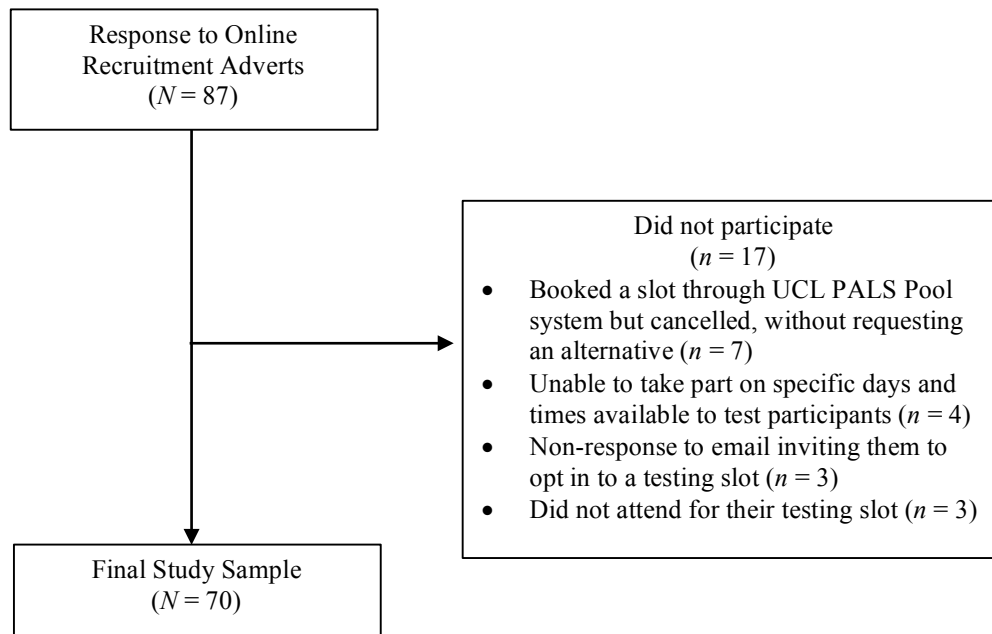 Response to Online
Recruitment Adverts
(N = 87)
Did not participate
(n = 17)
• Booked a slot through UCL PALS Pool
system but cancelled, without requesting
an alternative (n = 7)
• Unable to take part on specific days and
times available to test participants (n = 4)
• Non-response to email inviting them to
opt in to a testing slot (n = 3)
• Did not attend for their testing slot (n = 3)
Final Study Sample
(N = 70)